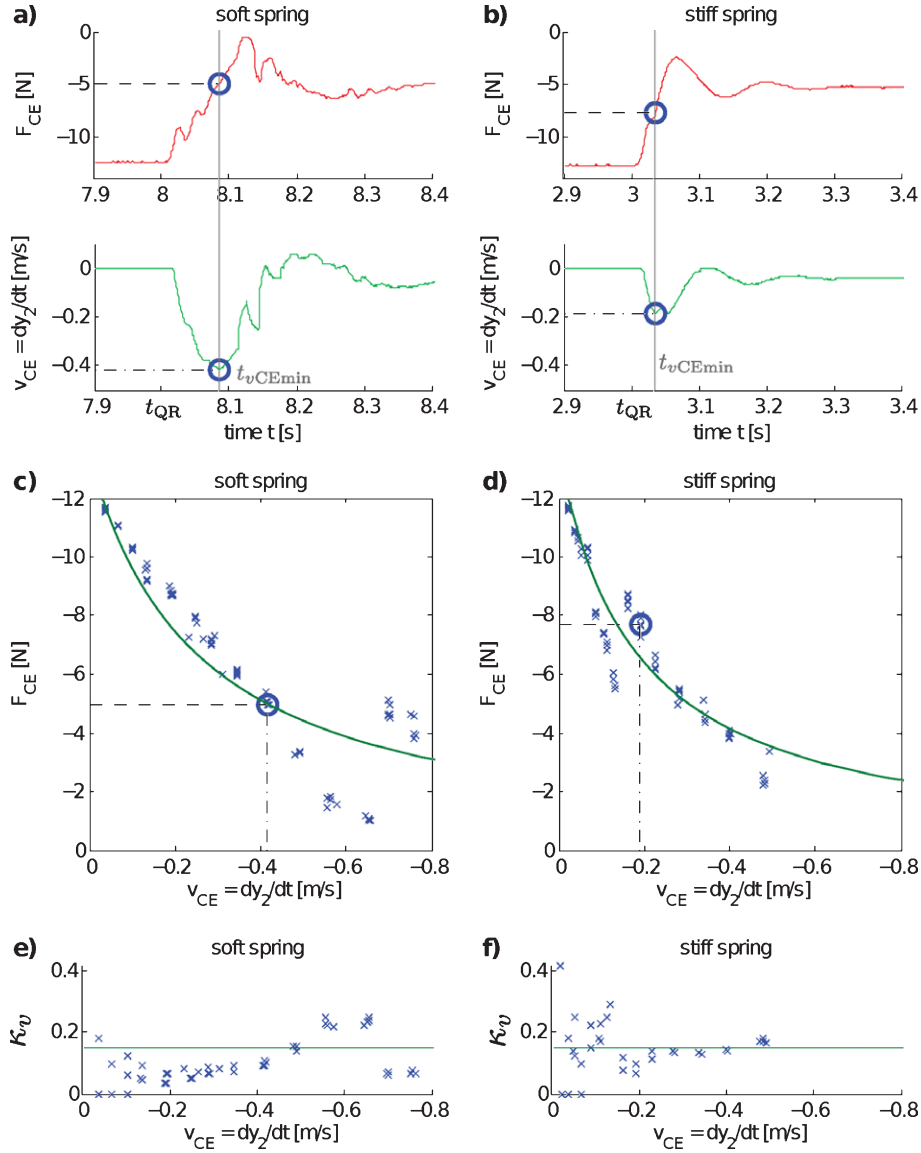 a) soft spring
F_CE [N]
0
−5
−10
7.9 8 8.1 8.2 8.3 8.4
v_CE = dy_2/dt [m/s]
0
−0.2
−0.4
t_vCEmin
7.9 t_QR 8.1 8.2 8.3 8.4
time t [s]
b) stiff spring
F_CE [N]
0
−5
−10
2.9 3 3.1 3.2 3.3 3.4
v_CE = dy_2/dt [m/s]
0
−0.2
−0.4
t_vCEmin
2.9 t_QR 3.1 3.2 3.3 3.4
time t [s]
c) soft spring
F_CE [N]
−12
−10
−8
−6
−4
−2
0
0 −0.2 −0.4 −0.6 −0.8
v_CE = dy_2/dt [m/s]
d) stiff spring
F_CE [N]
−12
−10
−8
−6
−4
−2
0
0 −0.2 −0.4 −0.6 −0.8
v_CE = dy_2/dt [m/s]
e) soft spring
κ_v
0.4
0.2
0
0 −0.2 −0.4 −0.6 −0.8
v_CE = dy_2/dt [m/s]
f) stiff spring
κ_v
0.4
0.2
0
0 −0.2 −0.4 −0.6 −0.8
v_CE = dy_2/dt [m/s]